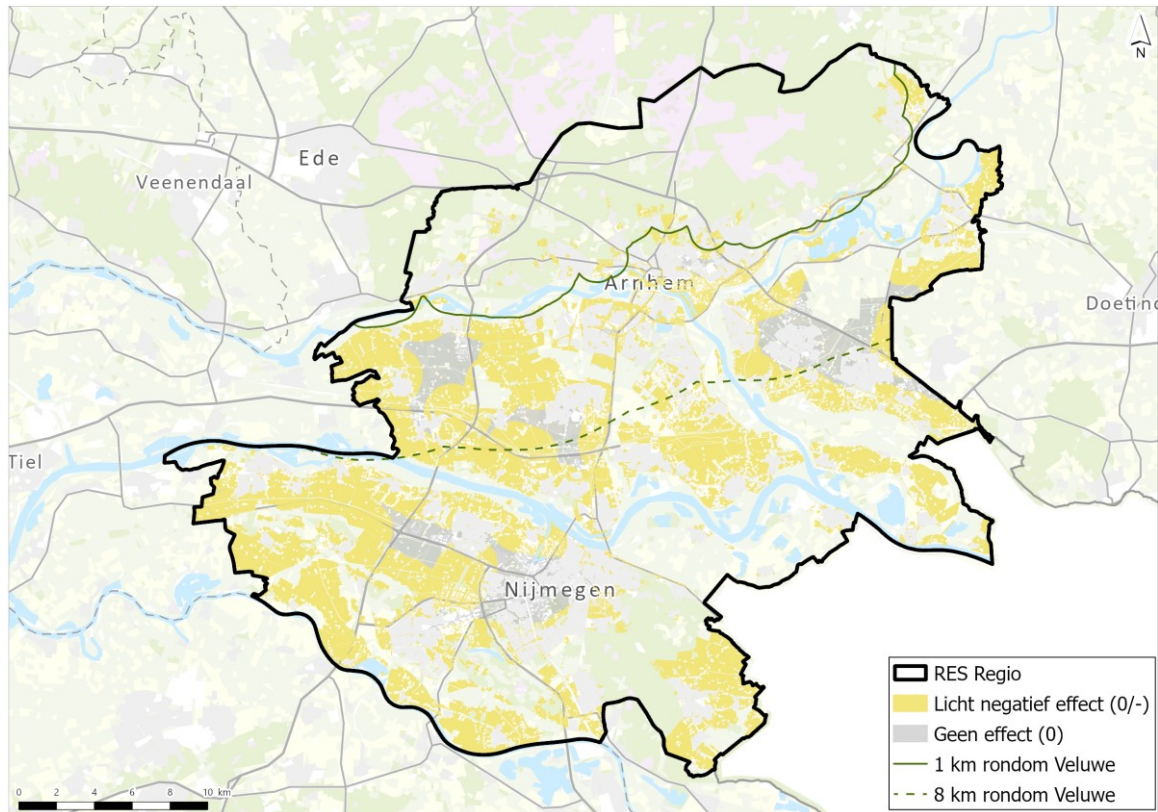 N
Ede
Veenendaal
Arnhem
Doetinc
Tiel
Nijmegen
RES Regio
Licht negatief effect (0/-)
Geen effect (0)
1 km rondom Veluwe
8 km rondom Veluwe
0 2 4 6 8 10 km